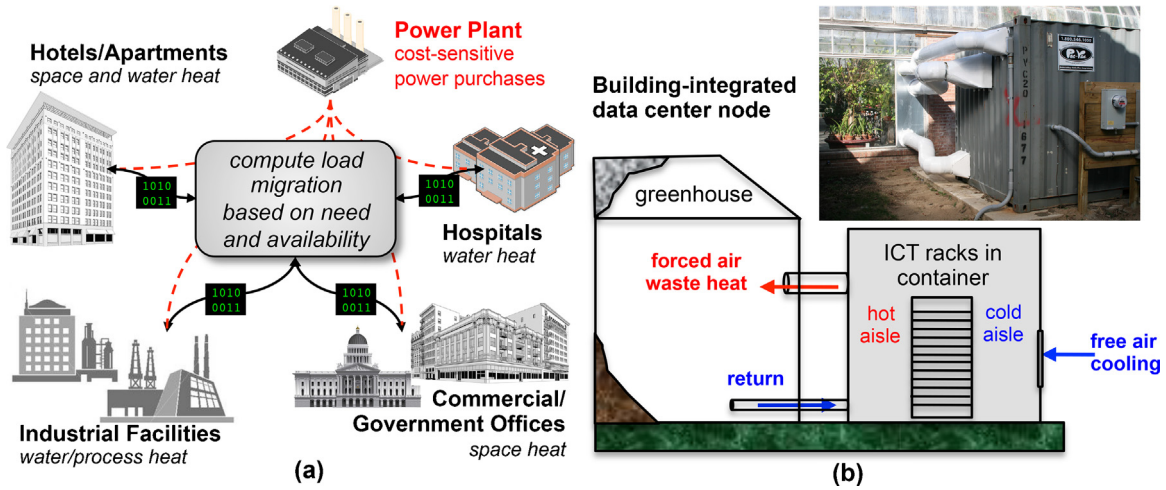 Hotels/Apartments
space and water heat
Power Plant
cost-sensitive
power purchases
compute load
migration
based on need
and availability
1010
0011
1010
0011
Hospitals
water heat
1010
0011
1010
0011
Industrial Facilities
water/process heat
Commercial/
Government Offices
space heat
(a)
Building-integrated
data center node
greenhouse
forced air
waste heat
return
ICT racks in
container
hot
aisle
cold
aisle
free air
cooling
(b)